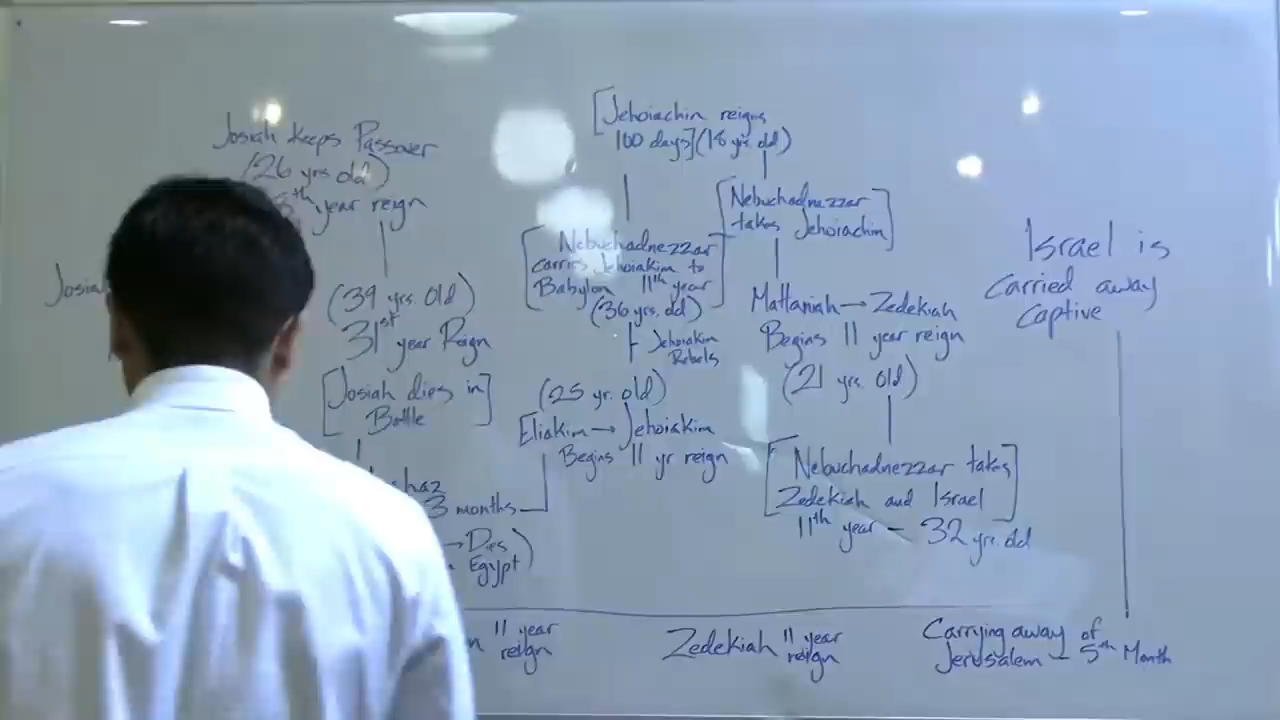 Josiah Keeps Passover
(26 yrs old)
8th year reign
Josiah
(39 yrs. Old)
31st year Reign
[Josiah dies in
Battle]
3 months
→ Dies
Egypt)
[Jehoiachin reigns
100 days] (18 yrs. old)
[Nebuchadnezzar
takes Jehoiachin]
[Nebuchadnezzar
carries Jehoiakim to
Babylon 11th year]
(36 yrs. old)
Jehoiakim
Rebels
(25 yr. old)
Eliakim → Jehoiakim
Begins 11 yr reign
Mattaniah → Zedekiah
Begins 11 year reign
(21 yrs. old)
[Nebuchadnezzar takes
Zedekiah and Israel]
11th year - 32 yrs. old
Israel is
Carried away
Captive
11 year
reign
Zedekiah 11 year
reign
Carrying away of
Jerusalem - 5th Month